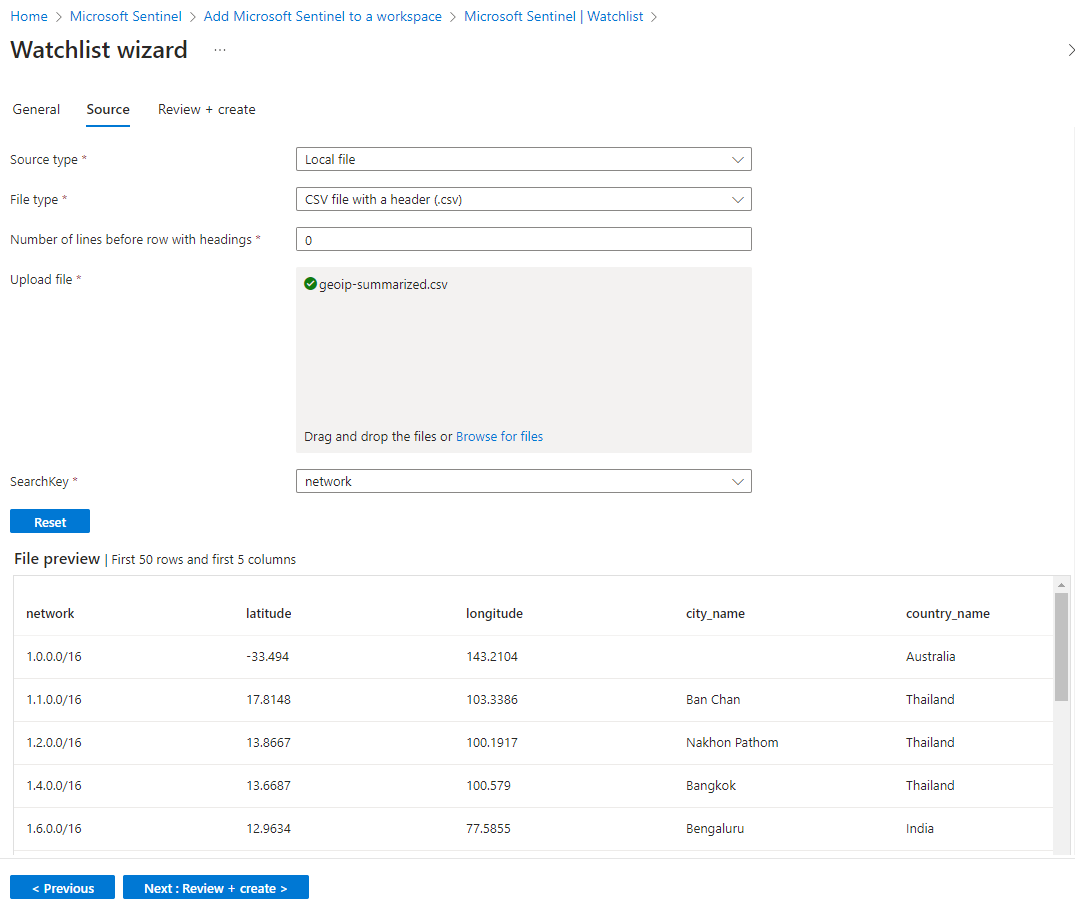 Home > Microsoft Sentinel > Add Microsoft Sentinel to a workspace > Microsoft Sentinel | Watchlist >
Watchlist wizard ...
General Source Review + create
Source type * Local file
File type * CSV file with a header (.csv)
Number of lines before row with headings * 0
Upload file * geoip-summarized.csv
Drag and drop the files or Browse for files
SearchKey * network
Reset
File preview | First 50 rows and first 5 columns
network latitude longitude city_name country_name
1.0.0.0/16 -33.494 143.2104 Australia
1.1.0.0/16 17.8148 103.3386 Ban Chan Thailand
1.2.0.0/16 13.8667 100.1917 Nakhon Pathom Thailand
1.4.0.0/16 13.6687 100.579 Bangkok Thailand
1.6.0.0/16 12.9634 77.5855 Bengaluru India
< Previous Next : Review + create >